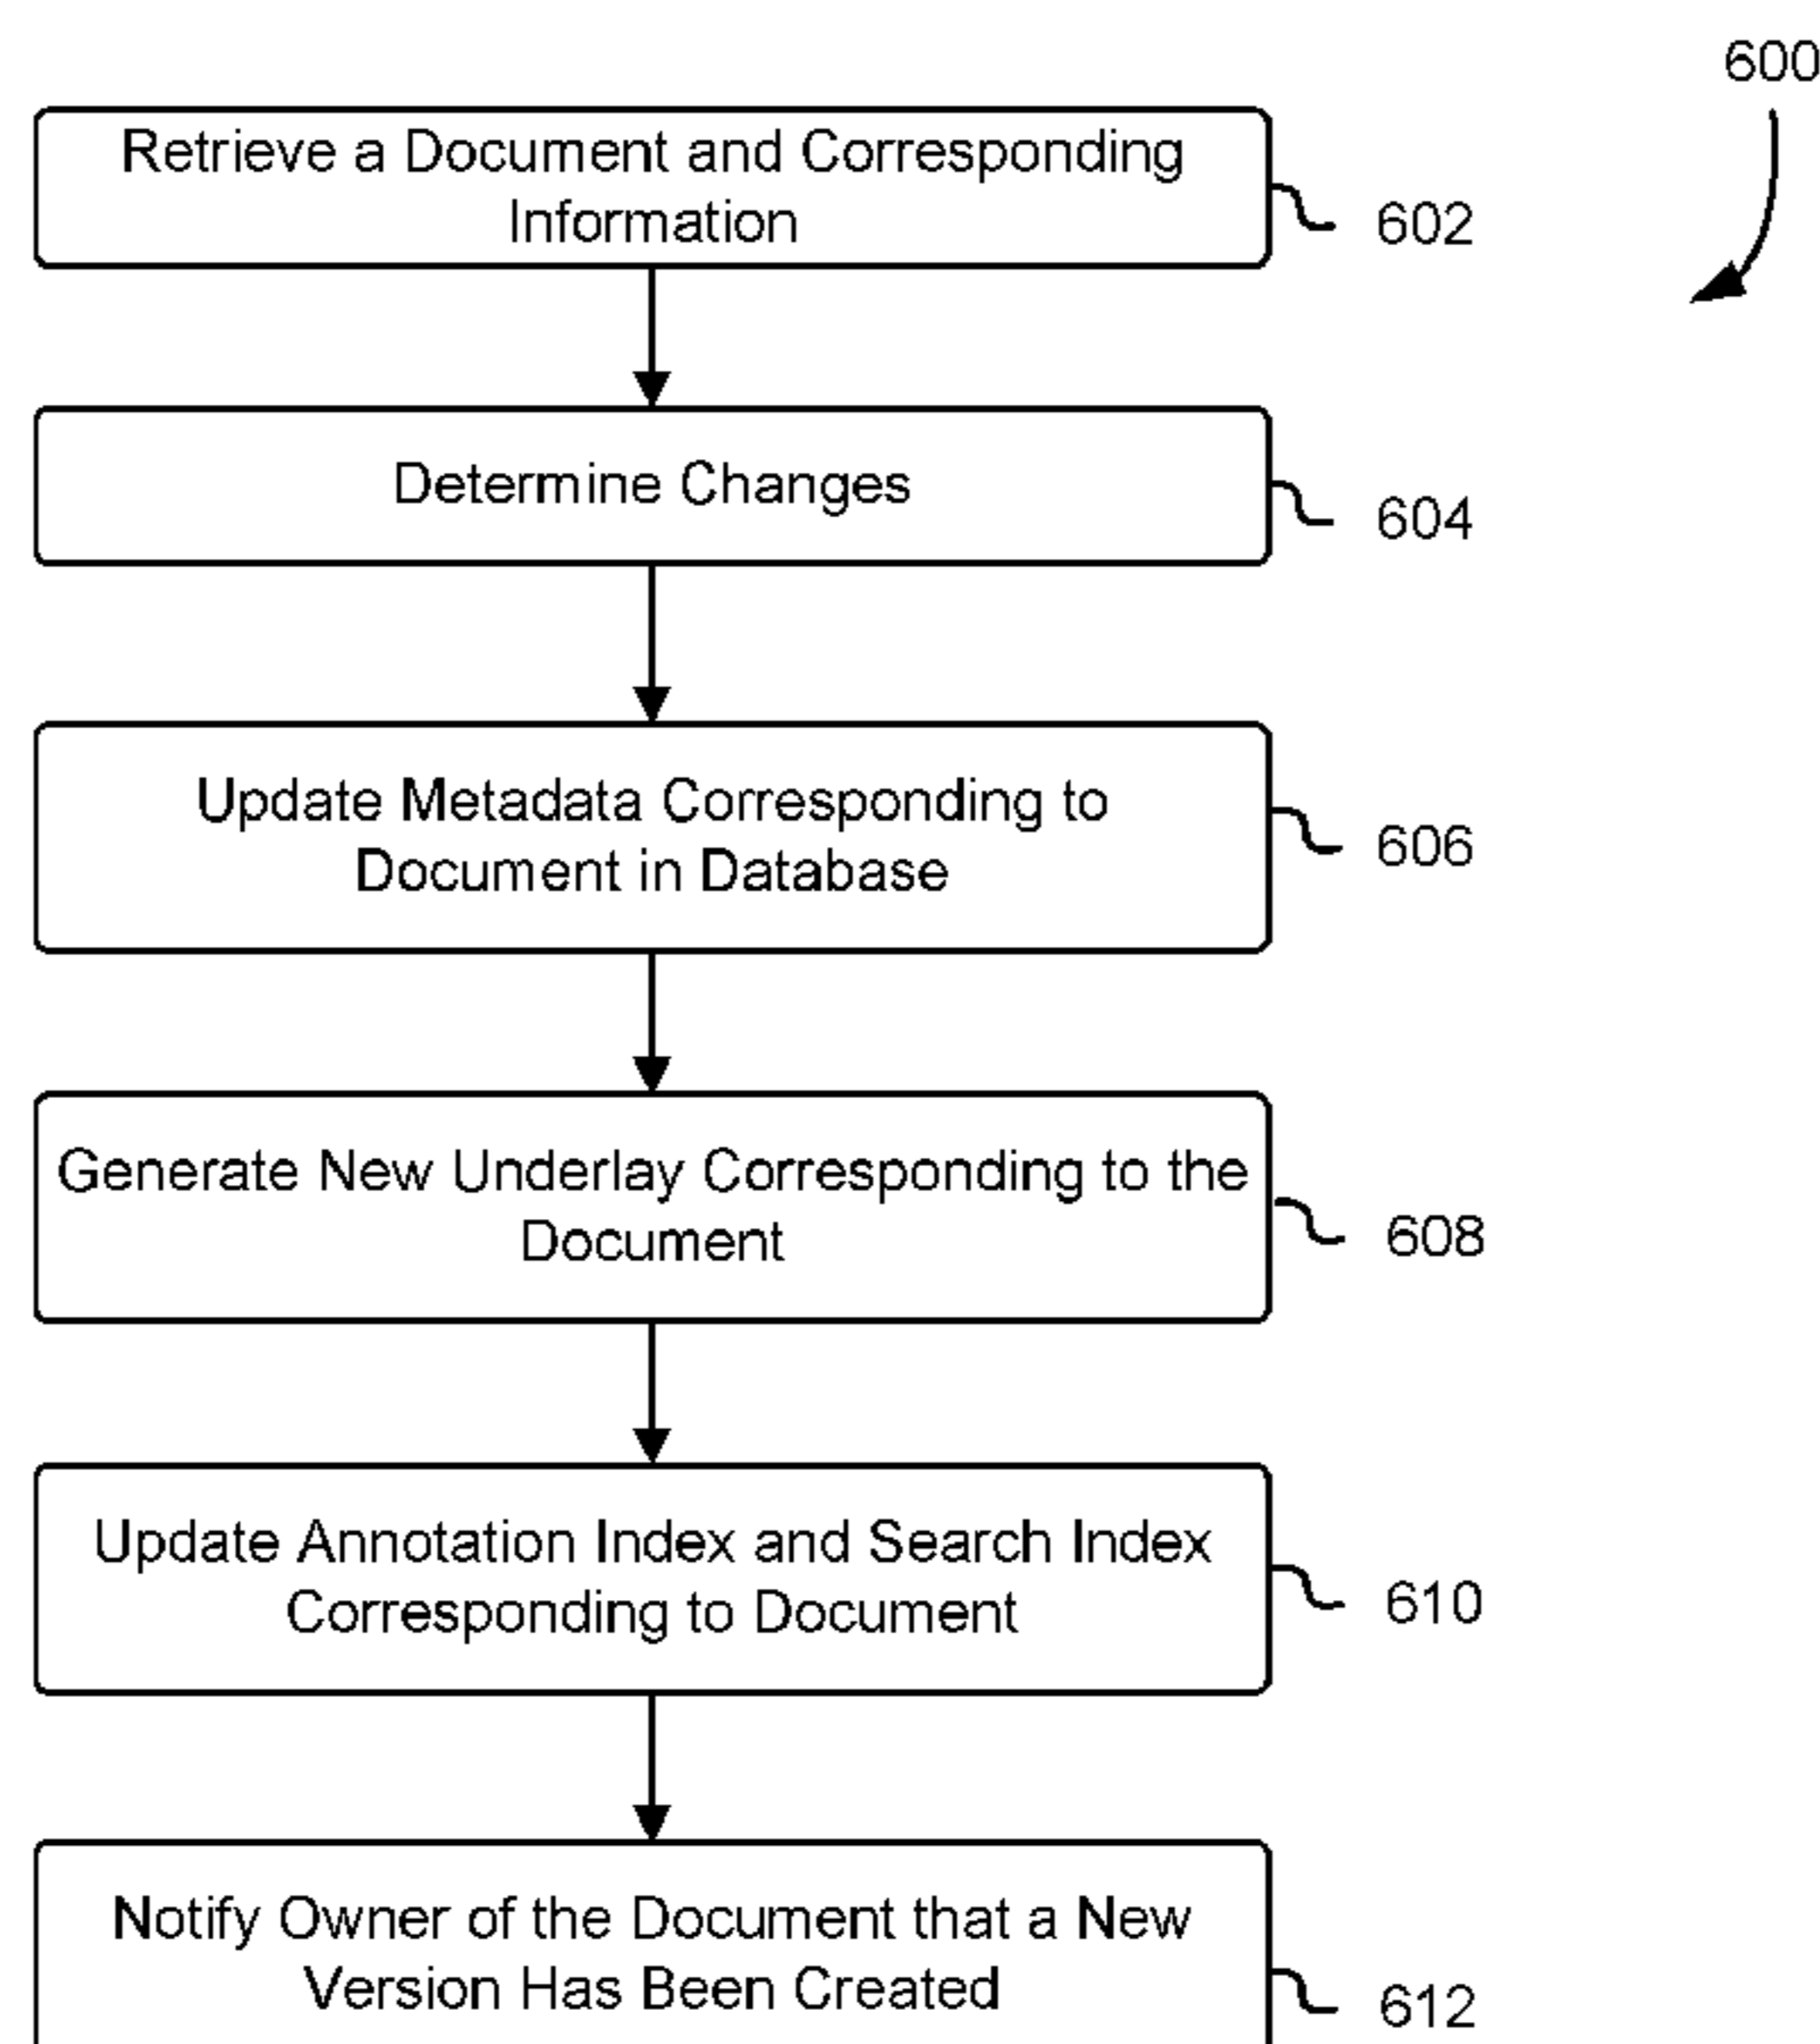 600
Retrieve a Document and Corresponding
Information
602
Determine Changes
604
Update Metadata Corresponding to
Document in Database
606
Generate New Underlay Corresponding to the
Document
608
Update Annotation Index and Search Index
Corresponding to Document
610
Notify Owner of the Document that a New
Version Has Been Created
612